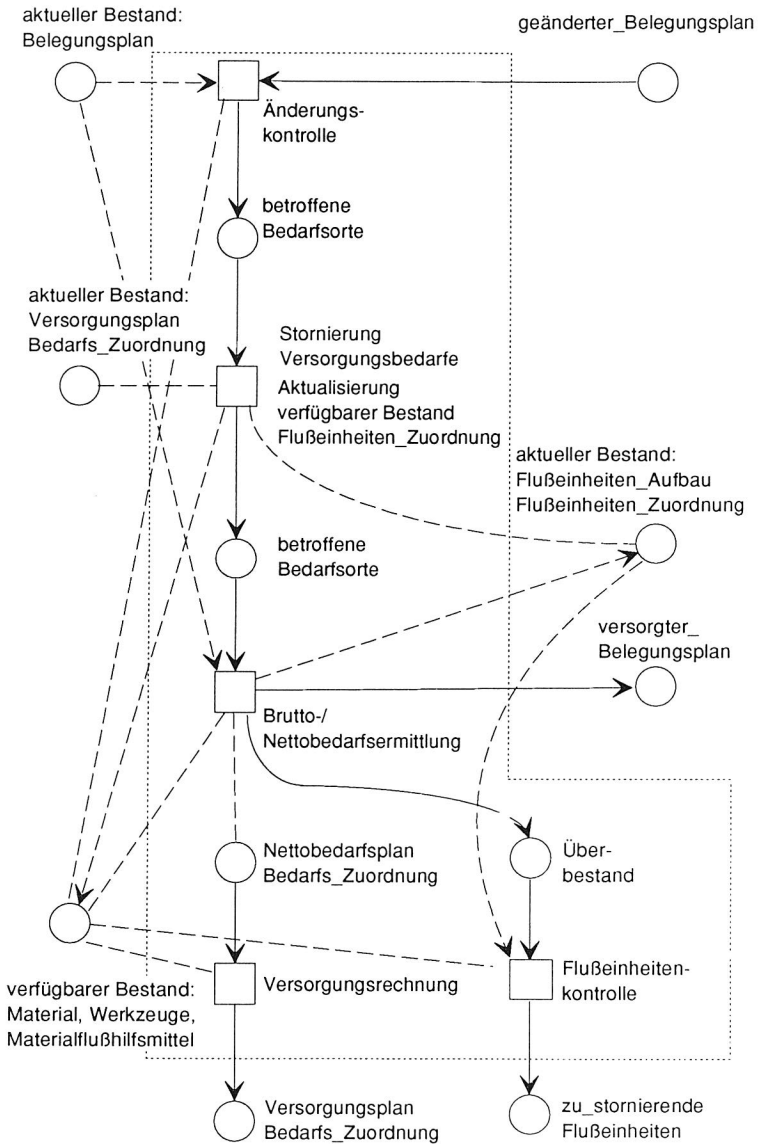 aktueller Bestand:
Belegungsplan
geänderter_Belegungsplan
Änderungs-
kontrolle
betroffene
Bedarfsorte
aktueller Bestand:
Versorgungsplan
Bedarfs_Zuordnung
Stornierung
Versorgungsbedarfe
Aktualisierung
verfügbarer Bestand
Flußeinheiten_Zuordnung
aktueller Bestand:
Flußeinheiten_Aufbau
Flußeinheiten_Zuordnung
betroffene
Bedarfsorte
versorgter_
Belegungsplan
Brutto-/
Nettobedarfsermittlung
Nettobedarfsplan
Bedarfs_Zuordnung
Über-
bestand
verfügbarer Bestand:
Material, Werkzeuge,
Materialflußhilfsmittel
Versorgungsrechnung
Flußeinheiten-
kontrolle
Versorgungsplan
Bedarfs_Zuordnung
zu_stornierende
Flußeinheiten